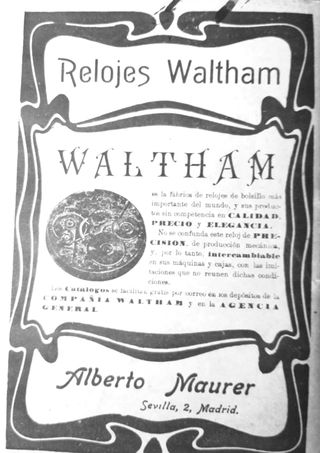 Relojes Waltham
WALTHAM
es la fábrica de relojes de bolsillo más
importante del mundo, y sus produc-
tos sin competencia en CALIDAD,
PRECIO y ELEGANCIA.
No se confunda este reloj de PRE-
CISION, de producción mecánica,
y, por lo tanto, intercambiable
en sus máquinas y cajas, con las imi-
taciones que no reunen dichas condi-
ciones.
Los Catálogos se facilitan gratis por correo en los depósitos de la
COMPAÑIA WALTHAM y en la AGENCIA
GENERAL
Alberto Maurer
Sevilla, 2, Madrid.